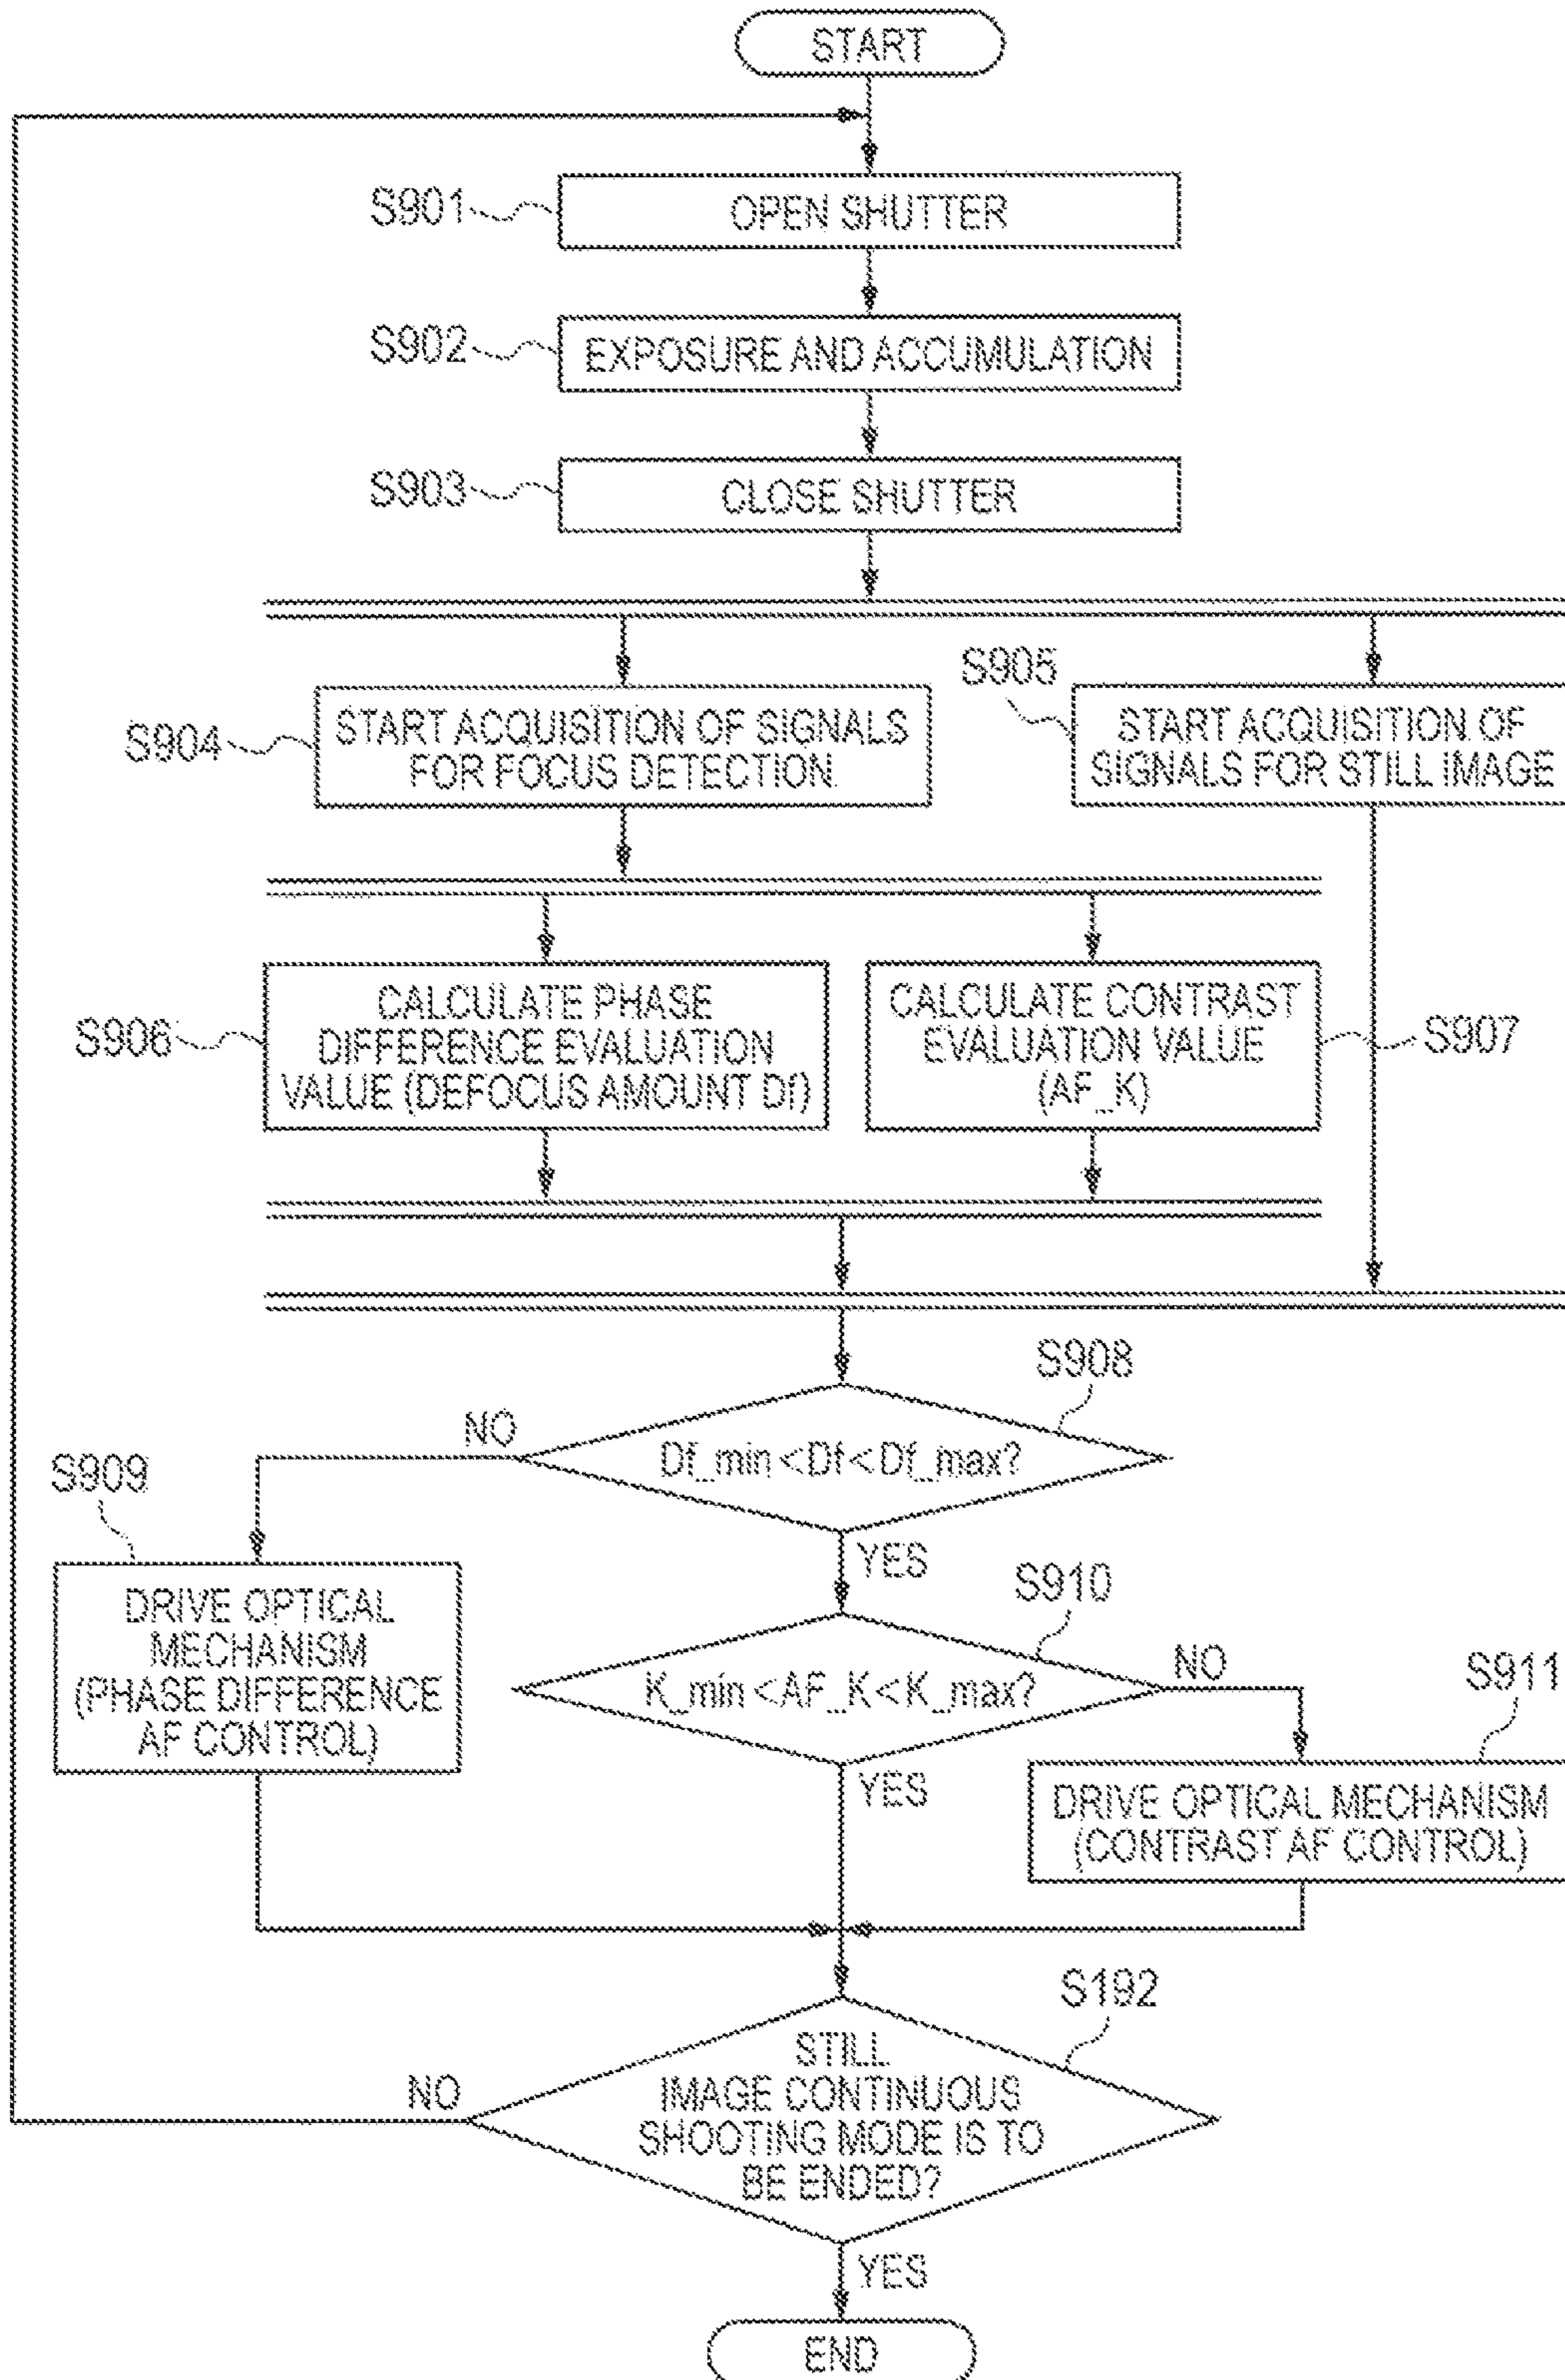 START
S901
OPEN SHUTTER
S902
EXPOSURE AND ACCUMULATION
S903
CLOSE SHUTTER
S904
START ACQUISITION OF SIGNALS
FOR FOCUS DETECTION
S905
START ACQUISITION OF
SIGNALS FOR STILL IMAGE
S906
CALCULATE PHASE
DIFFERENCE EVALUATION
VALUE (DEFOCUS AMOUNT Df)
CALCULATE CONTRAST
EVALUATION VALUE
(AF_K)
S907
S908
Df_min<Df<Df_max?
NO
YES
S909
DRIVE OPTICAL
MECHANISM
(PHASE DIFFERENCE
AF CONTROL)
S910
K_min<AF_K<K_max?
NO
YES
S911
DRIVE OPTICAL MECHANISM
(CONTRAST AF CONTROL)
S192
STILL
IMAGE CONTINUOUS
SHOOTING MODE IS TO
BE ENDED?
NO
YES
END